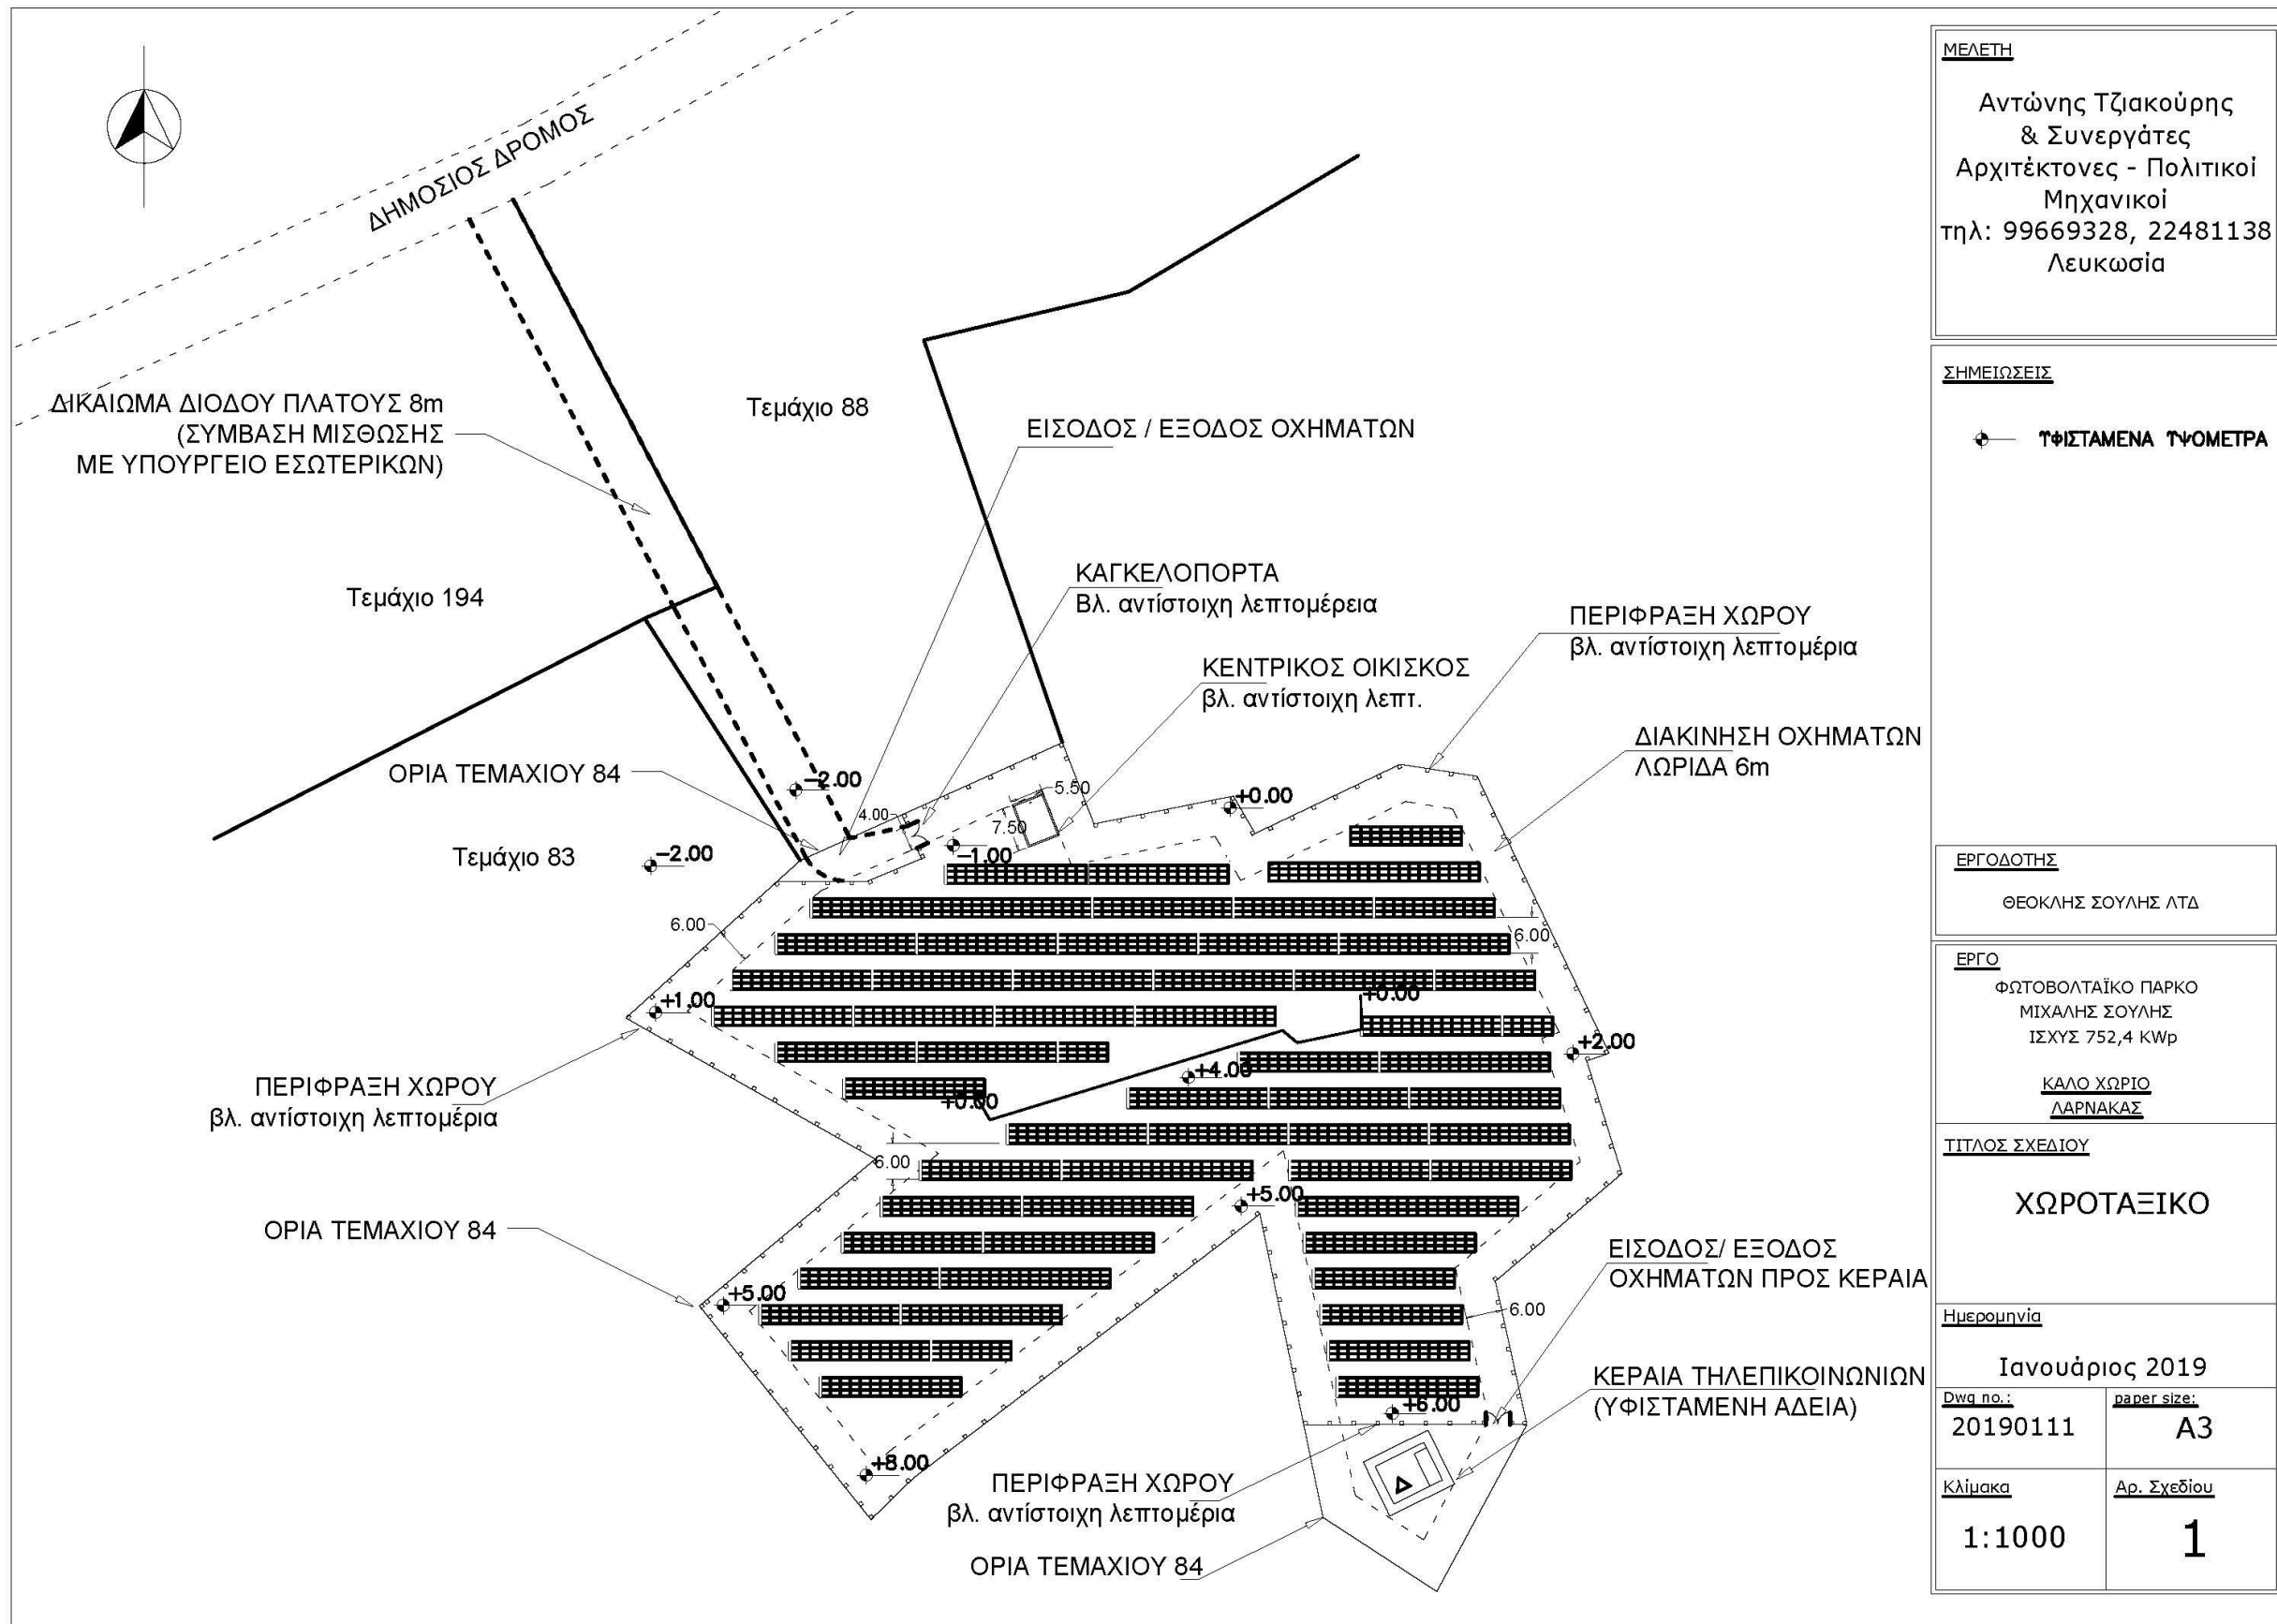 ΔΗΜΟΣΙΟΣ ΔΡΟΜΟΣ
ΔΙΚΑΙΩΜΑ ΔΙΟΔΟΥ ΠΛΑΤΟΥΣ 8m
(ΣΥΜΒΑΣΗ ΜΙΣΘΩΣΗΣ
ΜΕ ΥΠΟΥΡΓΕΙΟ ΕΣΩΤΕΡΙΚΩΝ)
Τεμάχιο 88
ΕΙΣΟΔΟΣ / ΕΞΟΔΟΣ ΟΧΗΜΑΤΩΝ
Τεμάχιο 194
ΚΑΓΚΕΛΟΠΟΡΤΑ
Βλ. αντίστοιχη λεπτομέρεια
ΠΕΡΙΦΡΑΞΗ ΧΩΡΟΥ
βλ. αντίστοιχη λεπτομέρια
ΚΕΝΤΡΙΚΟΣ ΟΙΚΙΣΚΟΣ
βλ. αντίστοιχη λεπτ.
ΔΙΑΚΙΝΗΣΗ ΟΧΗΜΑΤΩΝ
ΛΩΡΙΔΑ 6m
ΟΡΙΑ ΤΕΜΑΧΙΟΥ 84
-2.00
5.50
+0.00
4.00
7.50
Τεμάχιο 83
-2.00
-1.00
6.00
6.00
+1.00
+0.00
+2.00
+4.00
ΠΕΡΙΦΡΑΞΗ ΧΩΡΟΥ
βλ. αντίστοιχη λεπτομέρια
+0.00
6.00
+5.00
ΟΡΙΑ ΤΕΜΑΧΙΟΥ 84
ΕΙΣΟΔΟΣ/ ΕΞΟΔΟΣ
ΟΧΗΜΑΤΩΝ ΠΡΟΣ ΚΕΡΑΙΑ
+5.00
6.00
ΚΕΡΑΙΑ ΤΗΛΕΠΙΚΟΙΝΩΝΙΩΝ
(ΥΦΙΣΤΑΜΕΝΗ ΑΔΕΙΑ)
+6.00
+8.00
ΠΕΡΙΦΡΑΞΗ ΧΩΡΟΥ
βλ. αντίστοιχη λεπτομέρια
ΟΡΙΑ ΤΕΜΑΧΙΟΥ 84
ΜΕΛΕΤΗ
Αντώνης Τζιακούρης
& Συνεργάτες
Αρχιτέκτονες - Πολιτικοί
Μηχανικοί
τηλ: 99669328, 22481138
Λευκωσία
ΣΗΜΕΙΩΣΕΙΣ
ΥΦΙΣΤΑΜΕΝΑ ΥΨΟΜΕΤΡΑ
ΕΡΓΟΔΟΤΗΣ
ΘΕΟΚΛΗΣ ΣΟΥΛΗΣ ΛΤΔ
ΕΡΓΟ
ΦΩΤΟΒΟΛΤΑΪΚΟ ΠΑΡΚΟ
ΜΙΧΑΛΗΣ ΣΟΥΛΗΣ
ΙΣΧΥΣ 752,4 KWp
ΚΑΛΟ ΧΩΡΙΟ
ΛΑΡΝΑΚΑΣ
ΤΙΤΛΟΣ ΣΧΕΔΙΟΥ
ΧΩΡΟΤΑΞΙΚΟ
Ημερομηνία
Ιανουάριος 2019
Dwg no.:
20190111
paper size:
A3
Κλίμακα
1:1000
Αρ. Σχεδίου
1